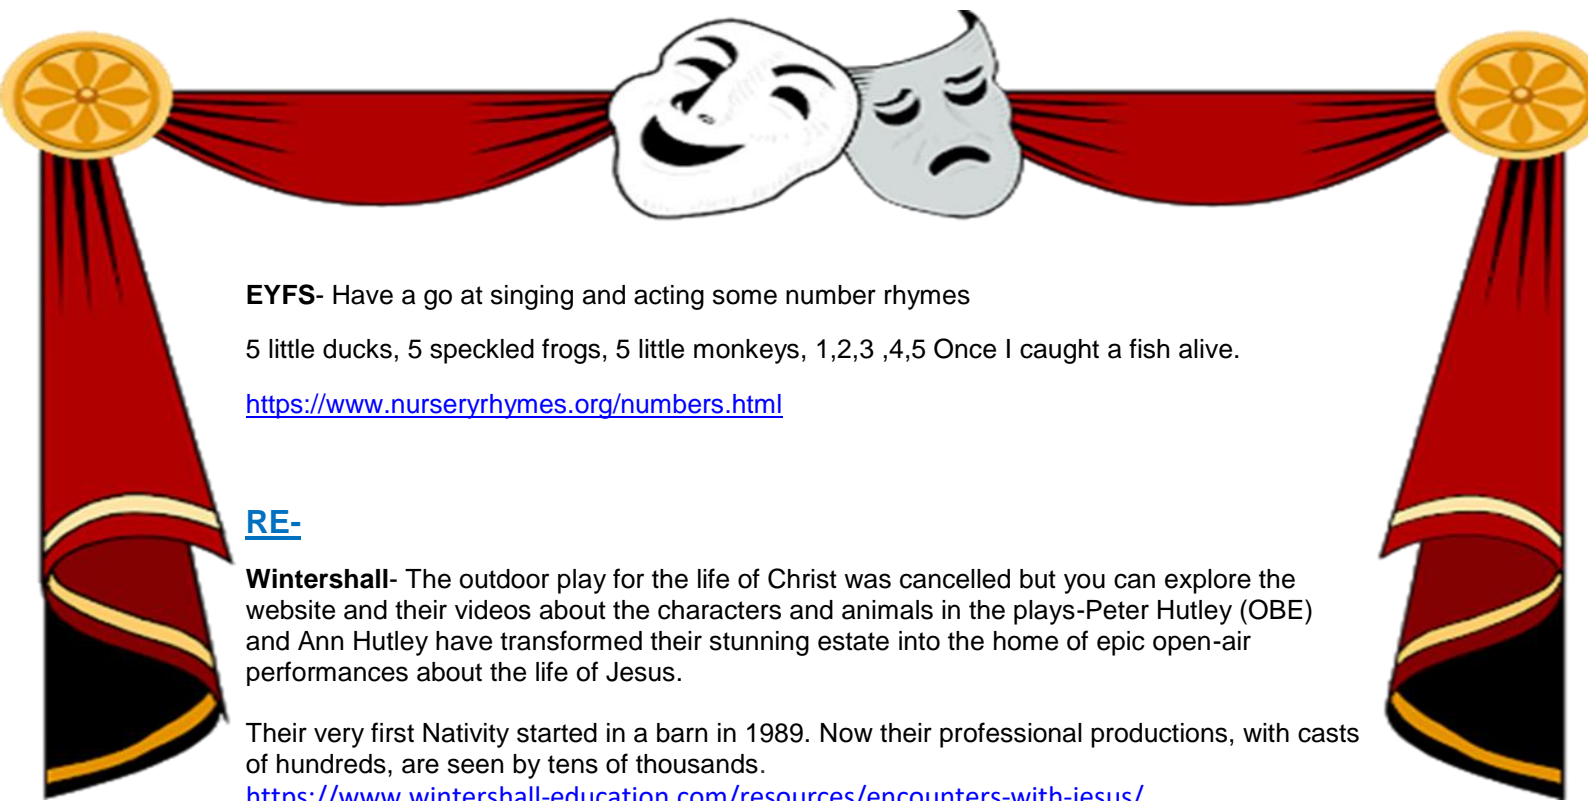 EYFS- Have a go at singing and acting some number rhymes
5 little ducks, 5 speckled frogs, 5 little monkeys, 1,2,3 ,4,5 Once I caught a fish alive.
https://www.nurseryrhymes.org/numbers.html
RE-
Wintershall- The outdoor play for the life of Christ was cancelled but you can explore the
website and their videos about the characters and animals in the plays-Peter Hutley (OBE)
and Ann Hutley have transformed their stunning estate into the home of epic open-air
performances about the life of Jesus.
Their very first Nativity started in a barn in 1989. Now their professional productions, with casts
of hundreds, are seen by tens of thousands.
https://www.wintershall-education.com/resources/encounters-with-jesus/